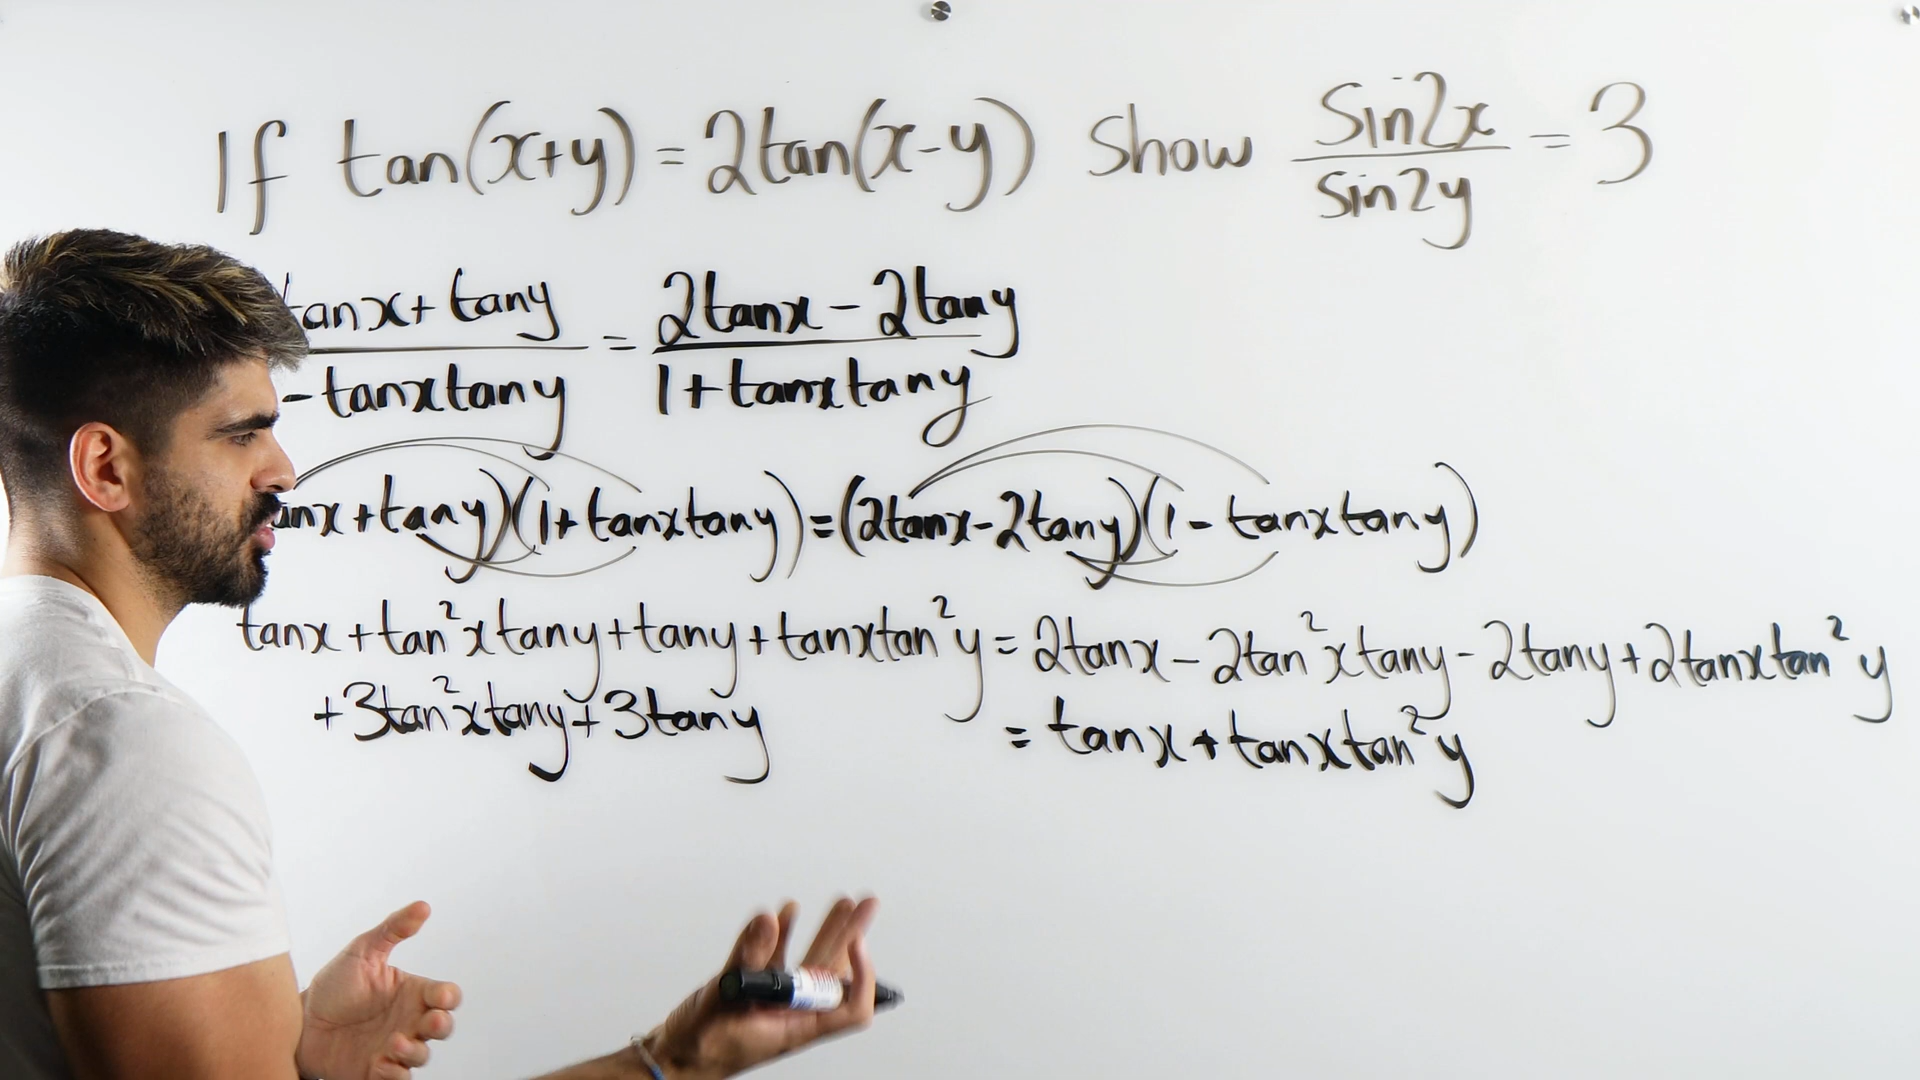 If tan(x+y) = 2tan(x-y) Show sin2x/sin2y = 3
tanx + tany / - tanxtany = 2tanx - 2tany / 1 + tanxtany
anx + tany)(1 + tanxtany) = (2tanx - 2tany)(1 - tanxtany)
tanx + tan²xtany + tany + tanxtan²y = 2tanx - 2tan²xtany - 2tany + 2tanxtan²y
+3tan²xtany + 3tany = tanx + tanxtan²y